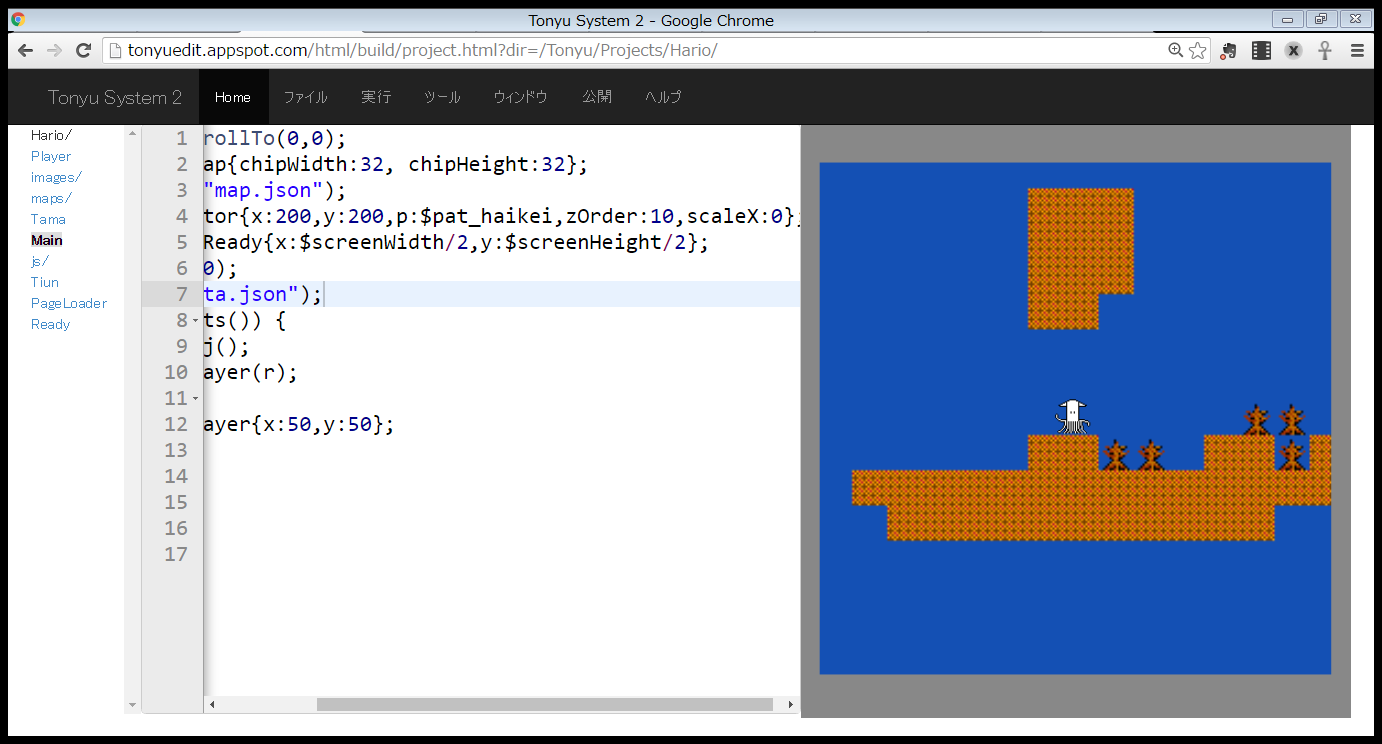 Tonyu System 2 - Google Chrome
tonyuedit.appspot.com/html/build/project.html?dir=/Tonyu/Projects/Hario/
Tonyu System 2 Home ファイル 実行 ツール ウィンドウ 公開 ヘルプ
Hario/
Player
images/
maps/
Tama
Main
js/
Tiun
PageLoader
Ready
1 rollTo(0,0);
2 ap{chipWidth:32, chipHeight:32};
3 "map.json");
4 tor{x:200,y:200,p:$pat_haikei,zOrder:10,scaleX:0};
5 Ready{x:$screenWidth/2,y:$screenHeight/2};
6 0);
7 ta.json");
8 ts()) {
9 j();
10 ayer(r);
11
12 ayer{x:50,y:50};
13
14
15
16
17